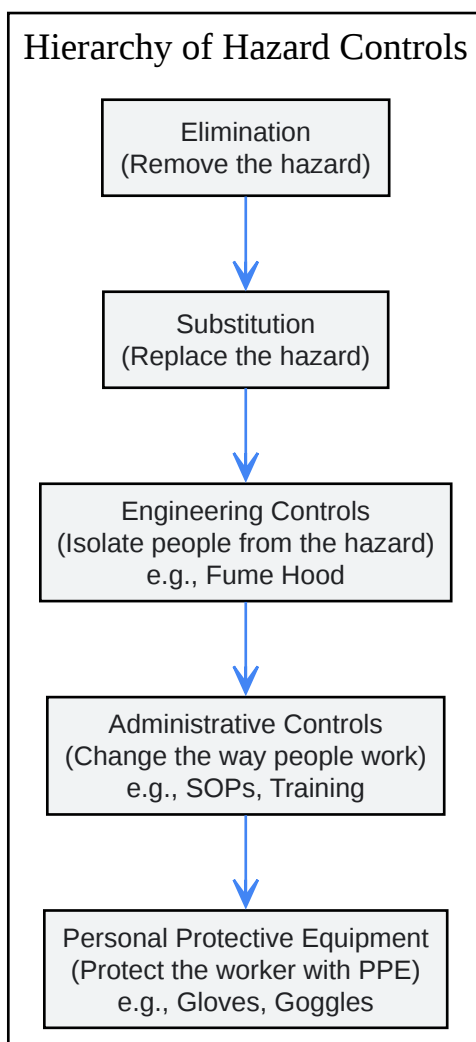 Hierarchy of Hazard Controls
Elimination
(Remove the hazard)
Substitution
(Replace the hazard)
Engineering Controls
(Isolate people from the hazard)
e.g., Fume Hood
Administrative Controls
(Change the way people work)
e.g., SOPs, Training
Personal Protective Equipment
(Protect the worker with PPE)
e.g., Gloves, Goggles